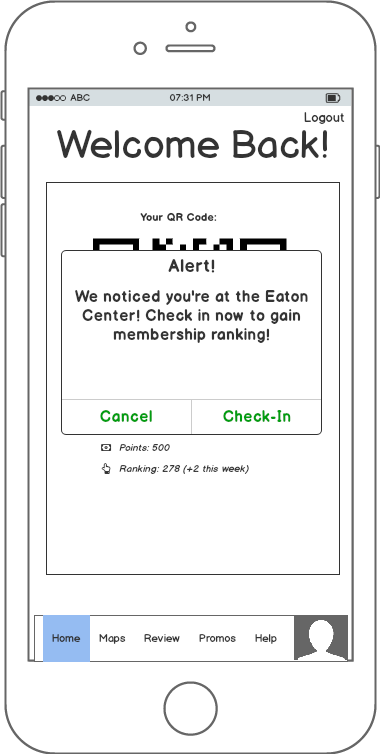 ABC 07:31 PM
Logout
Welcome Back!
Your QR Code:
Alert!
We noticed you're at the Eaton
Center! Check in now to gain
membership ranking!
Cancel Check-In
Points: 500
Ranking: 278 (+2 this week)
Home Maps Review Promos Help